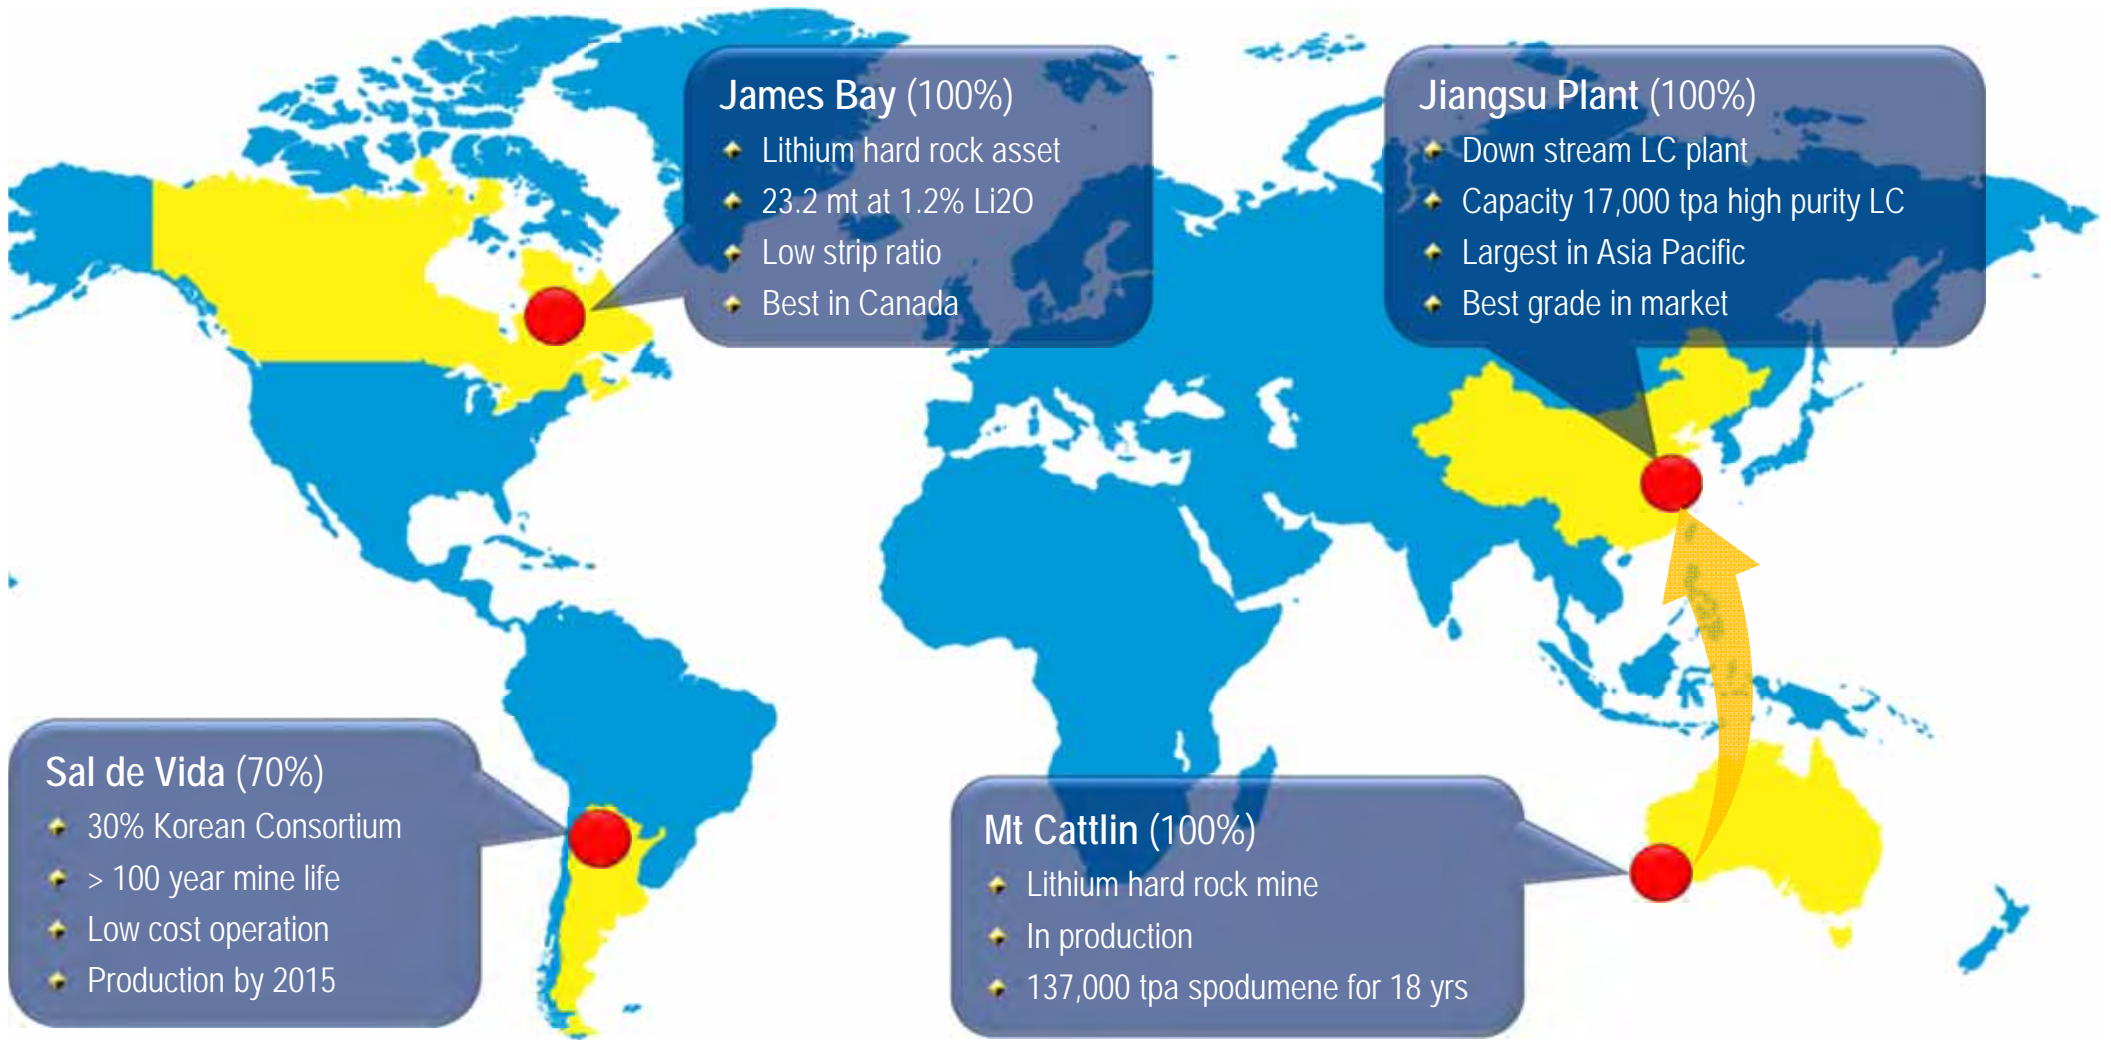 James Bay (100%)
Lithium hard rock asset
23.2 mt at 1.2% Li2O
Low strip ratio
Best in Canada
Jiangsu Plant (100%)
Down stream LC plant
Capacity 17,000 tpa high purity LC
Largest in Asia Pacific
Best grade in market
Sal de Vida (70%)
30% Korean Consortium
> 100 year mine life
Low cost operation
Production by 2015
Mt Cattlin (100%)
Lithium hard rock mine
In production
137,000 tpa spodumene for 18 yrs